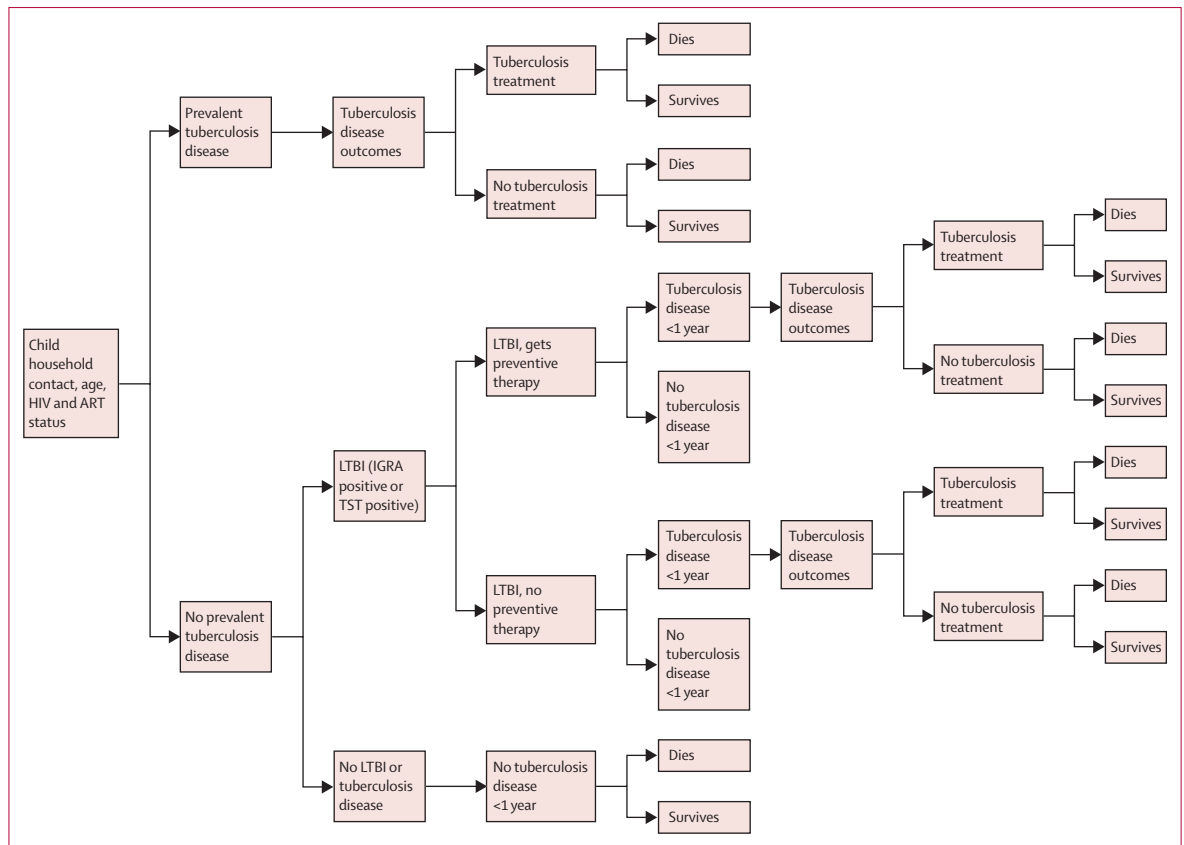 Child
household
contact, age,
HIV and ART
status
Prevalent
tuberculosis
disease
Tuberculosis
disease
outcomes
Tuberculosis
treatment
Dies
Survives
No tuberculosis
treatment
Dies
Survives
No prevalent
tuberculosis
disease
LTBI (IGRA
positive or
TST positive)
LTBI, gets
preventive
therapy
Tuberculosis
disease
<1 year
Tuberculosis
disease
outcomes
Tuberculosis
treatment
Dies
Survives
No tuberculosis
treatment
Dies
Survives
No
tuberculosis
disease
<1 year
LTBI, no
preventive
therapy
Tuberculosis
disease
<1 year
Tuberculosis
disease
outcomes
Tuberculosis
treatment
Dies
Survives
No tuberculosis
treatment
Dies
Survives
No
tuberculosis
disease
<1 year
No LTBI or
tuberculosis
disease
No tuberculosis
disease
<1 year
Dies
Survives